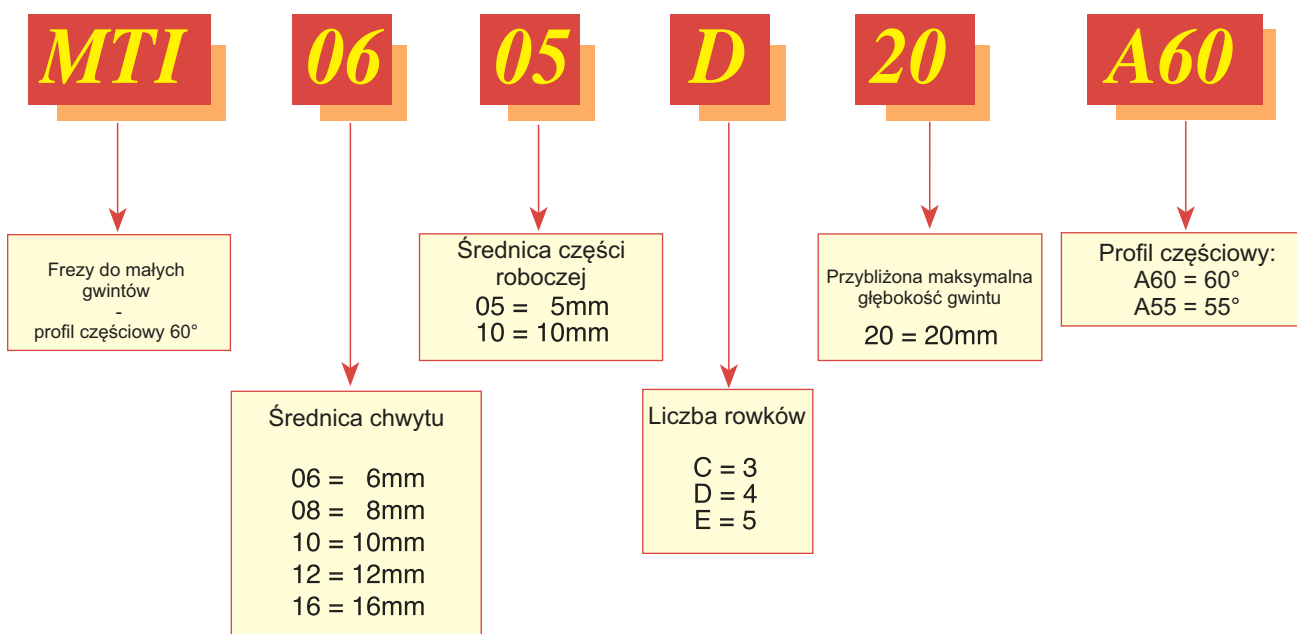 MTI 06 05 D 20 A60
Frezy do małych
gwintów
-
profil częściowy 60°
Średnica chwytu
06 = 6mm
08 = 8mm
10 = 10mm
12 = 12mm
16 = 16mm
Średnica części
roboczej
05 = 5mm
10 = 10mm
Liczba rowków
C = 3
D = 4
E = 5
Przybliżona maksymalna
głębokość gwintu
20 = 20mm
Profil częściowy:
A60 = 60°
A55 = 55°